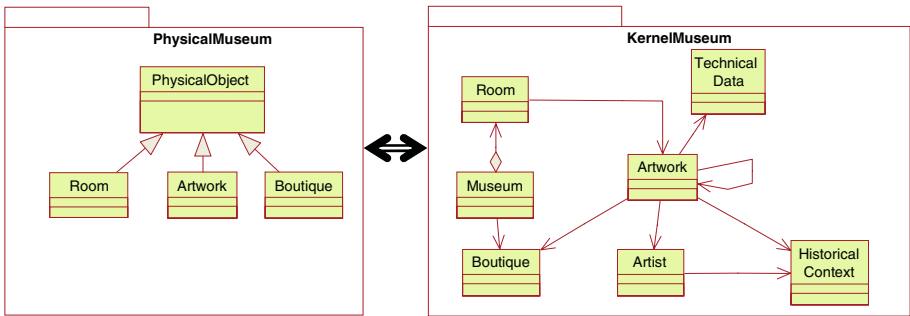 PhysicalMuseum
PhysicalObject
Room
Artwork
Boutique
KernelMuseum
Room
Technical
Data
Museum
Artwork
Boutique
Artist
Historical
Context